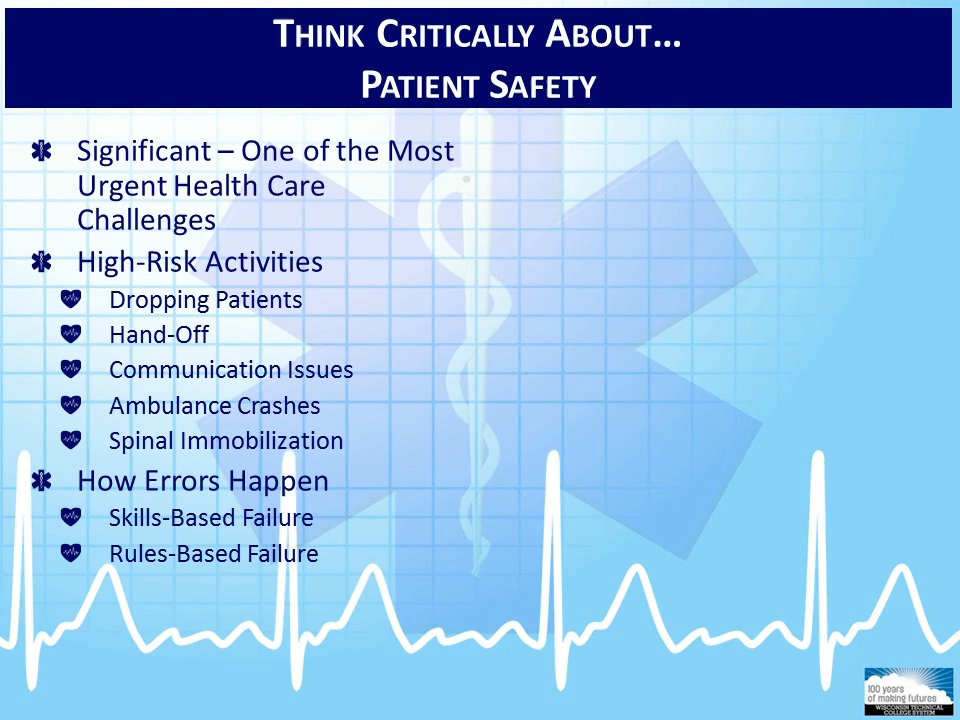 THINK CRITICALLY ABOUT…
PATIENT SAFETY
Significant – One of the Most
Urgent Health Care
Challenges
High-Risk Activities
Dropping Patients
Hand-Off
Communication Issues
Ambulance Crashes
Spinal Immobilization
How Errors Happen
Skills-Based Failure
Rules-Based Failure
100 years
of making futures
WISCONSIN TECHNICAL
COLLEGE SYSTEM